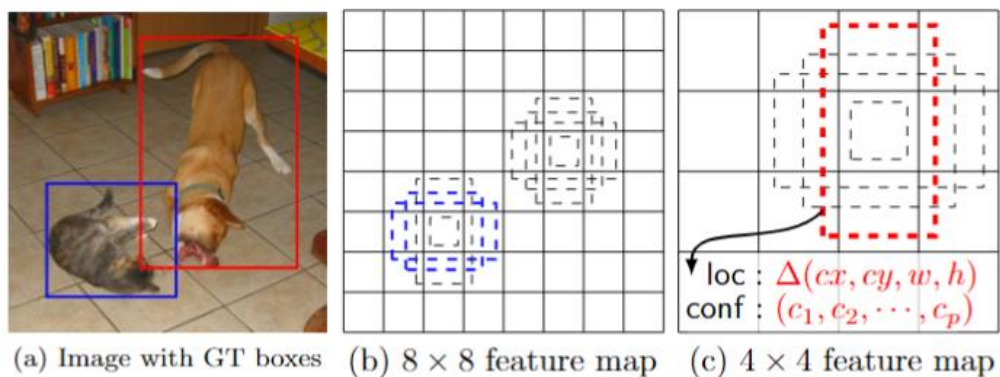 loc : Δ(cx, cy, w, h)
conf : (c₁, c₂, ⋯, cₚ)
(a) Image with GT boxes
(b) 8 × 8 feature map
(c) 4 × 4 feature map